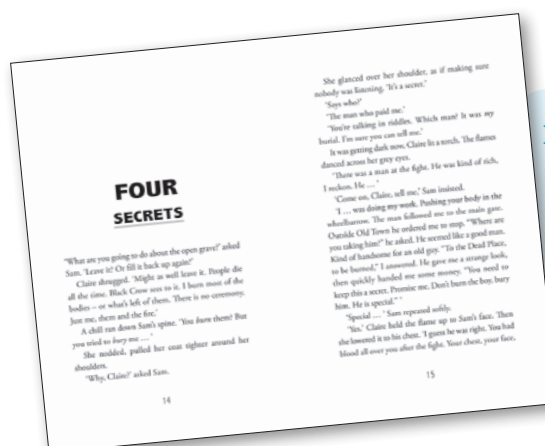 FOUR
SECRETS
'What are you going to do about the open grave?' asked
Sam. 'Leave it? Or fill it back up again?'
Claire shrugged. 'Might as well leave it. People die
all the time. Black Crow sees to it. I burn most of the
bodies – or what's left of them. There is no ceremony.
Just me, them and the fire.'
A chill ran down Sam's spine. 'You burn them? But
you tried to bury me … '
She nodded, pulled her coat tighter around her
shoulders.
'Why, Claire?' asked Sam.
14
She glanced over her shoulder, as if making sure
nobody was listening. 'It's a secret.'
'Says who?'
'The man who paid me.'
'You're talking in riddles. Which man? It was my
burial. I'm sure you can tell me.'
It was getting dark now. Claire lit a torch. The flames
danced across her grey eyes.
'There was a man at the fight. He was kind of rich,
I reckon. He … '
'Come on, Claire, tell me,' Sam insisted.
'I … was doing my work. Pushing your body in the
wheelbarrow. The man followed me to the main gate.
Outside Old Town he ordered me to stop. "Where are
you taking him?" he asked. He seemed like a good man.
Kind of handsome for an old guy. "To the Dead Place,
to be burned," I answered. He gave me a strange look,
then quickly handed me some money. "You need to
keep this a secret. Promise me. Don't burn the boy, bury
him. He is special." '
'Special … ' Sam repeated softly.
'Yes.' Claire held the flame up to Sam's face. Then
she lowered it to his chest. 'I guess he was right. You had
blood all over you after the fight. Your chest, your face,
15